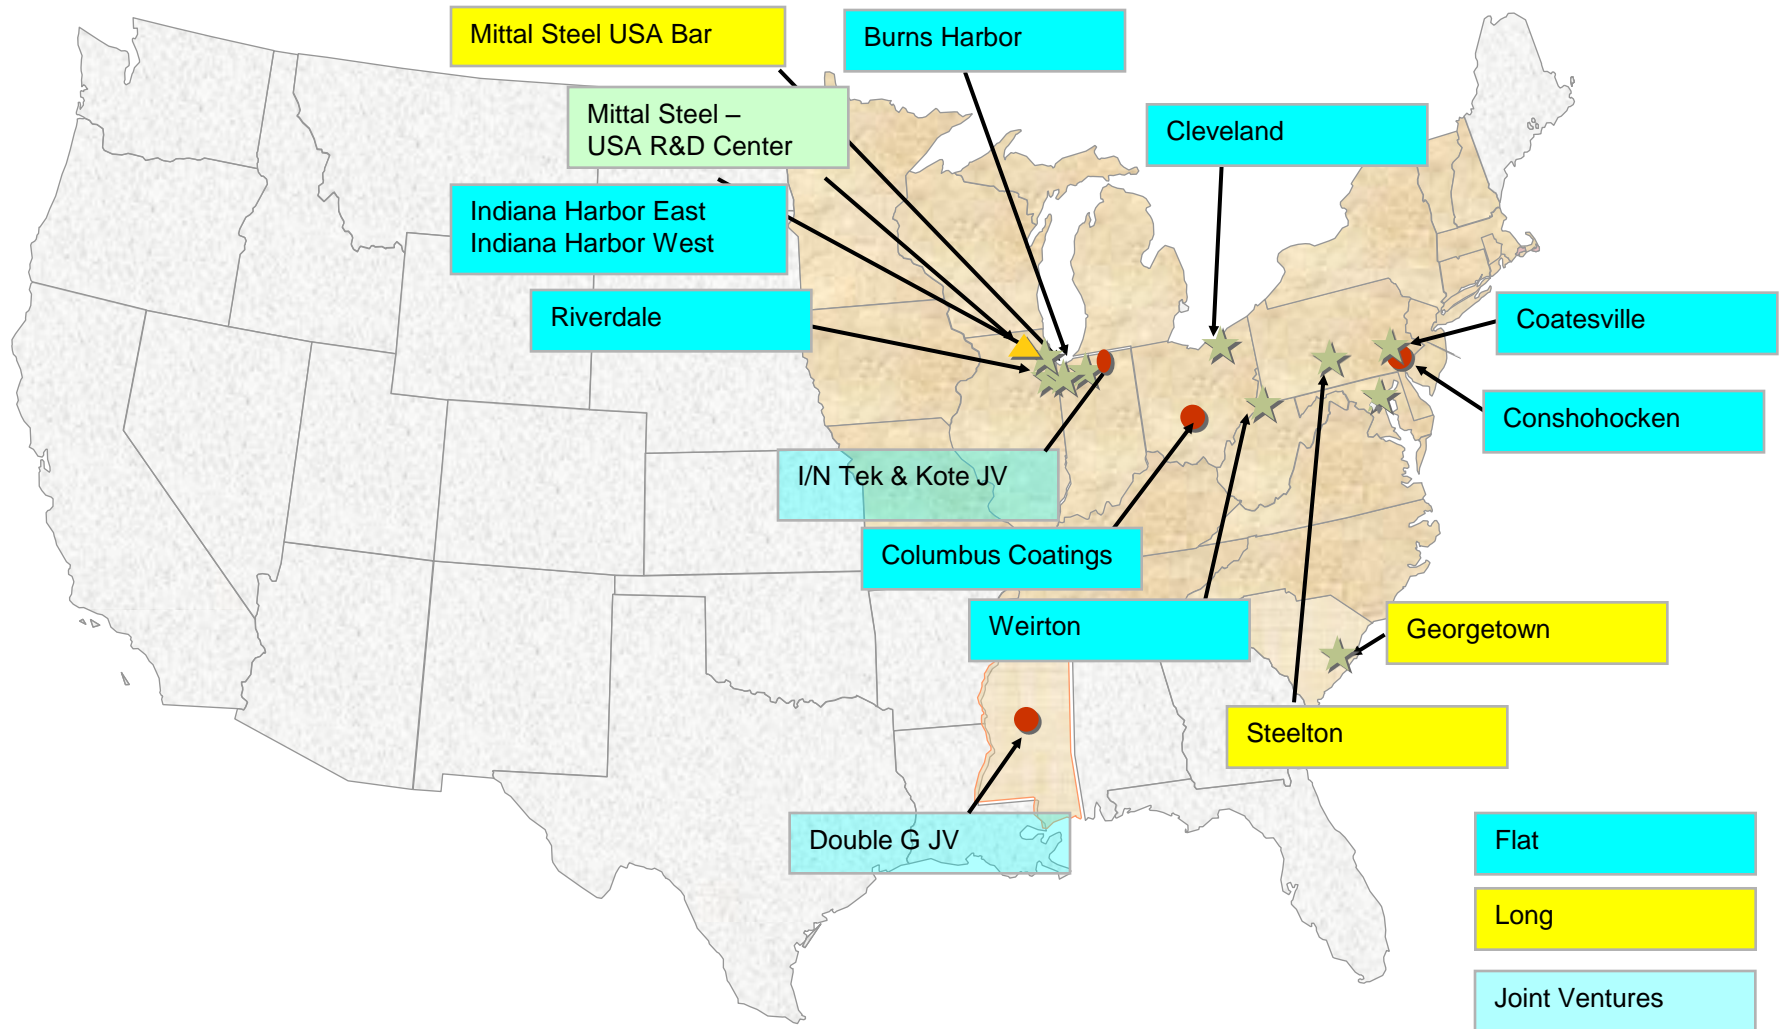 Mittal Steel USA Bar
Burns Harbor
Mittal Steel –
USA R&D Center
Cleveland
Indiana Harbor East
Indiana Harbor West
Riverdale
Coatesville
Conshohocken
I/N Tek & Kote JV
Columbus Coatings
Weirton
Georgetown
Steelton
Double G JV
Flat
Long
Joint Ventures